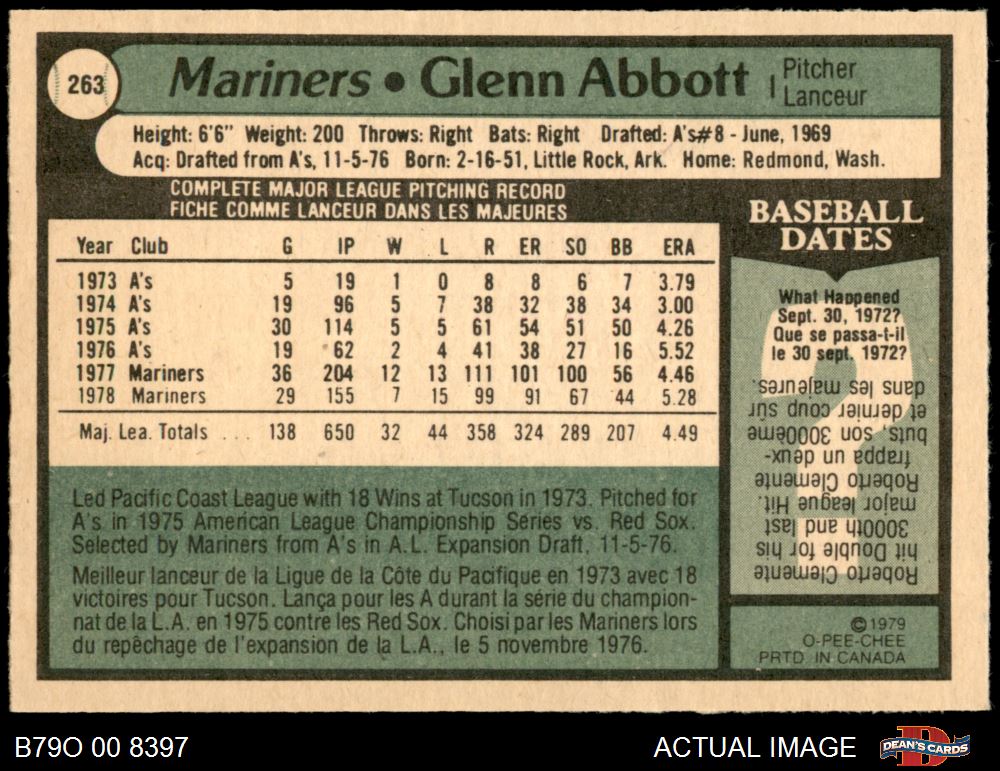 263
Mariners • Glenn Abbott
Pitcher
Lanceur
Height: 6'6" Weight: 200 Throws: Right Bats: Right Drafted: A's#8 - June, 1969
Acq: Drafted from A's, 11-5-76 Born: 2-16-51, Little Rock, Ark. Home: Redmond, Wash.
COMPLETE MAJOR LEAGUE PITCHING RECORD
FICHE COMME LANCEUR DANS LES MAJEURES
Year Club G IP W L R ER SO BB ERA
1973 A's 5 19 1 0 8 8 6 7 3.79
1974 A's 19 96 5 7 38 32 38 34 3.00
1975 A's 30 114 5 5 61 54 51 50 4.26
1976 A's 19 62 2 4 41 38 27 16 5.52
1977 Mariners 36 204 12 13 111 101 100 56 4.46
1978 Mariners 29 155 7 15 99 91 67 44 5.28
Maj. Lea. Totals ... 138 650 32 44 358 324 289 207 4.49
Led Pacific Coast League with 18 Wins at Tucson in 1973. Pitched for
A's in 1975 American League Championship Series vs. Red Sox.
Selected by Mariners from A's in A.L. Expansion Draft, 11-5-76.
Meilleur lanceur de la Ligue de la Côte du Pacifique en 1973 avec 18
victoires pour Tucson. Lança pour les A durant la série du champion-
nat de la L.A. en 1975 contre les Red Sox. Choisi par les Mariners lors
du repêchage de l'expansion de la L.A., le 5 novembre 1976.
BASEBALL
DATES
What Happened
Sept. 30, 1972?
Que se passa-t-il
le 30 sept. 1972?
Roberto Clemente
hit Double for his
3000th and last
major league Hit.
Roberto Clemente
frappa un deux-
buts, son 3000ème
et dernier coup sûr
dans les majeures.
©1979
O-PEE-CHEE
PRTD IN CANADA
B79O 00 8397
ACTUAL IMAGE
DEAN'S CARDS